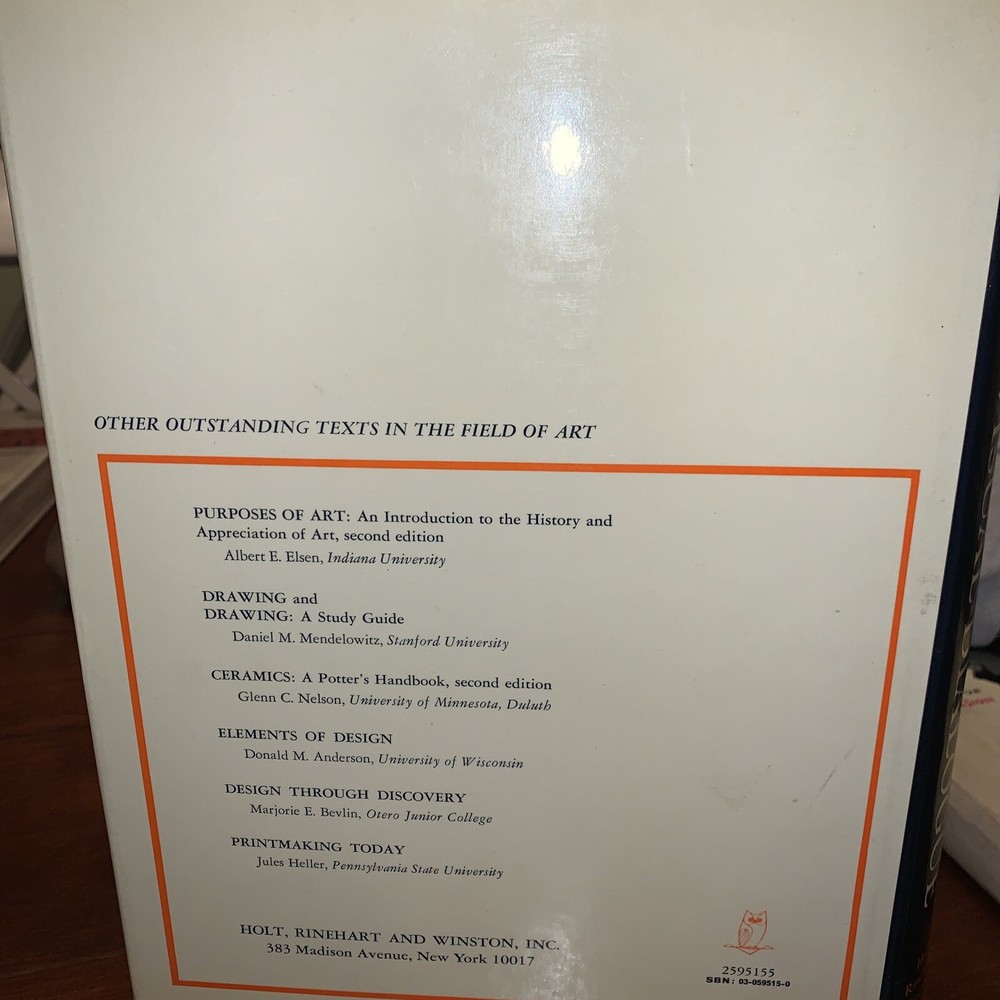 OTHER OUTSTANDING TEXTS IN THE FIELD OF ART
PURPOSES OF ART: An Introduction to the History and
Appreciation of Art, second edition
Albert E. Elsen, Indiana University
DRAWING and
DRAWING: A Study Guide
Daniel M. Mendelowitz, Stanford University
CERAMICS: A Potter's Handbook, second edition
Glenn C. Nelson, University of Minnesota, Duluth
ELEMENTS OF DESIGN
Donald M. Anderson, University of Wisconsin
DESIGN THROUGH DISCOVERY
Marjorie E. Bevlin, Otero Junior College
PRINTMAKING TODAY
Jules Heller, Pennsylvania State University
HOLT, RINEHART AND WINSTON, INC.
383 Madison Avenue, New York 10017
2595155
SBN: 03-059515-0